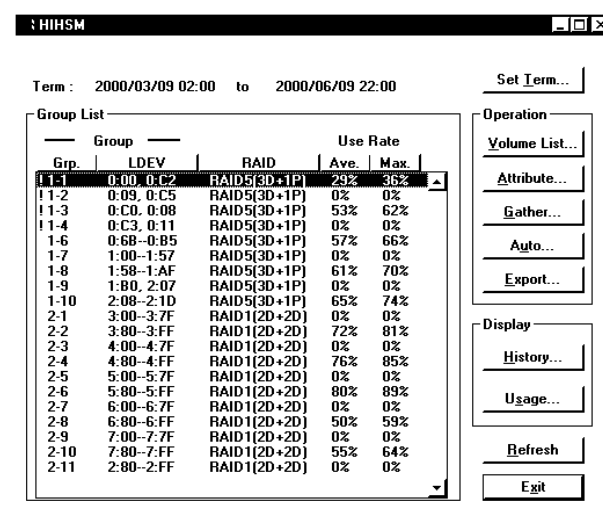 HIHSM
Term : 2000/03/09 02:00 to 2000/06/09 22:00
Set Term...
Group List
Group Use Rate
Grp. LDEV RAID Ave. Max.
! 1-1 0:00, 0:C2 RAID5(3D+1P) 29% 36%
! 1-2 0:09, 0:C5 RAID5(3D+1P) 0% 0%
! 1-3 0:C0, 0:08 RAID5(3D+1P) 53% 62%
! 1-4 0:C3, 0:11 RAID5(3D+1P) 0% 0%
1-6 0:6B--0:B5 RAID5(3D+1P) 57% 66%
1-7 1:00--1:57 RAID5(3D+1P) 0% 0%
1-8 1:58--1:AF RAID5(3D+1P) 61% 70%
1-9 1:B0, 2:07 RAID5(3D+1P) 0% 0%
1-10 2:08--2:1D RAID5(3D+1P) 65% 74%
2-1 3:00--3:7F RAID1(2D+2D) 0% 0%
2-2 3:80--3:FF RAID1(2D+2D) 72% 81%
2-3 4:00--4:7F RAID1(2D+2D) 0% 0%
2-4 4:80--4:FF RAID1(2D+2D) 76% 85%
2-5 5:00--5:7F RAID1(2D+2D) 0% 0%
2-6 5:80--5:FF RAID1(2D+2D) 80% 89%
2-7 6:00--6:7F RAID1(2D+2D) 0% 0%
2-8 6:80--6:FF RAID1(2D+2D) 50% 59%
2-9 7:00--7:7F RAID1(2D+2D) 0% 0%
2-10 7:80--7:FF RAID1(2D+2D) 55% 64%
2-11 2:80--2:FF RAID1(2D+2D) 0% 0%
Operation
Volume List...
Attribute...
Gather...
Auto...
Export...
Display
History...
Usage...
Refresh
Exit